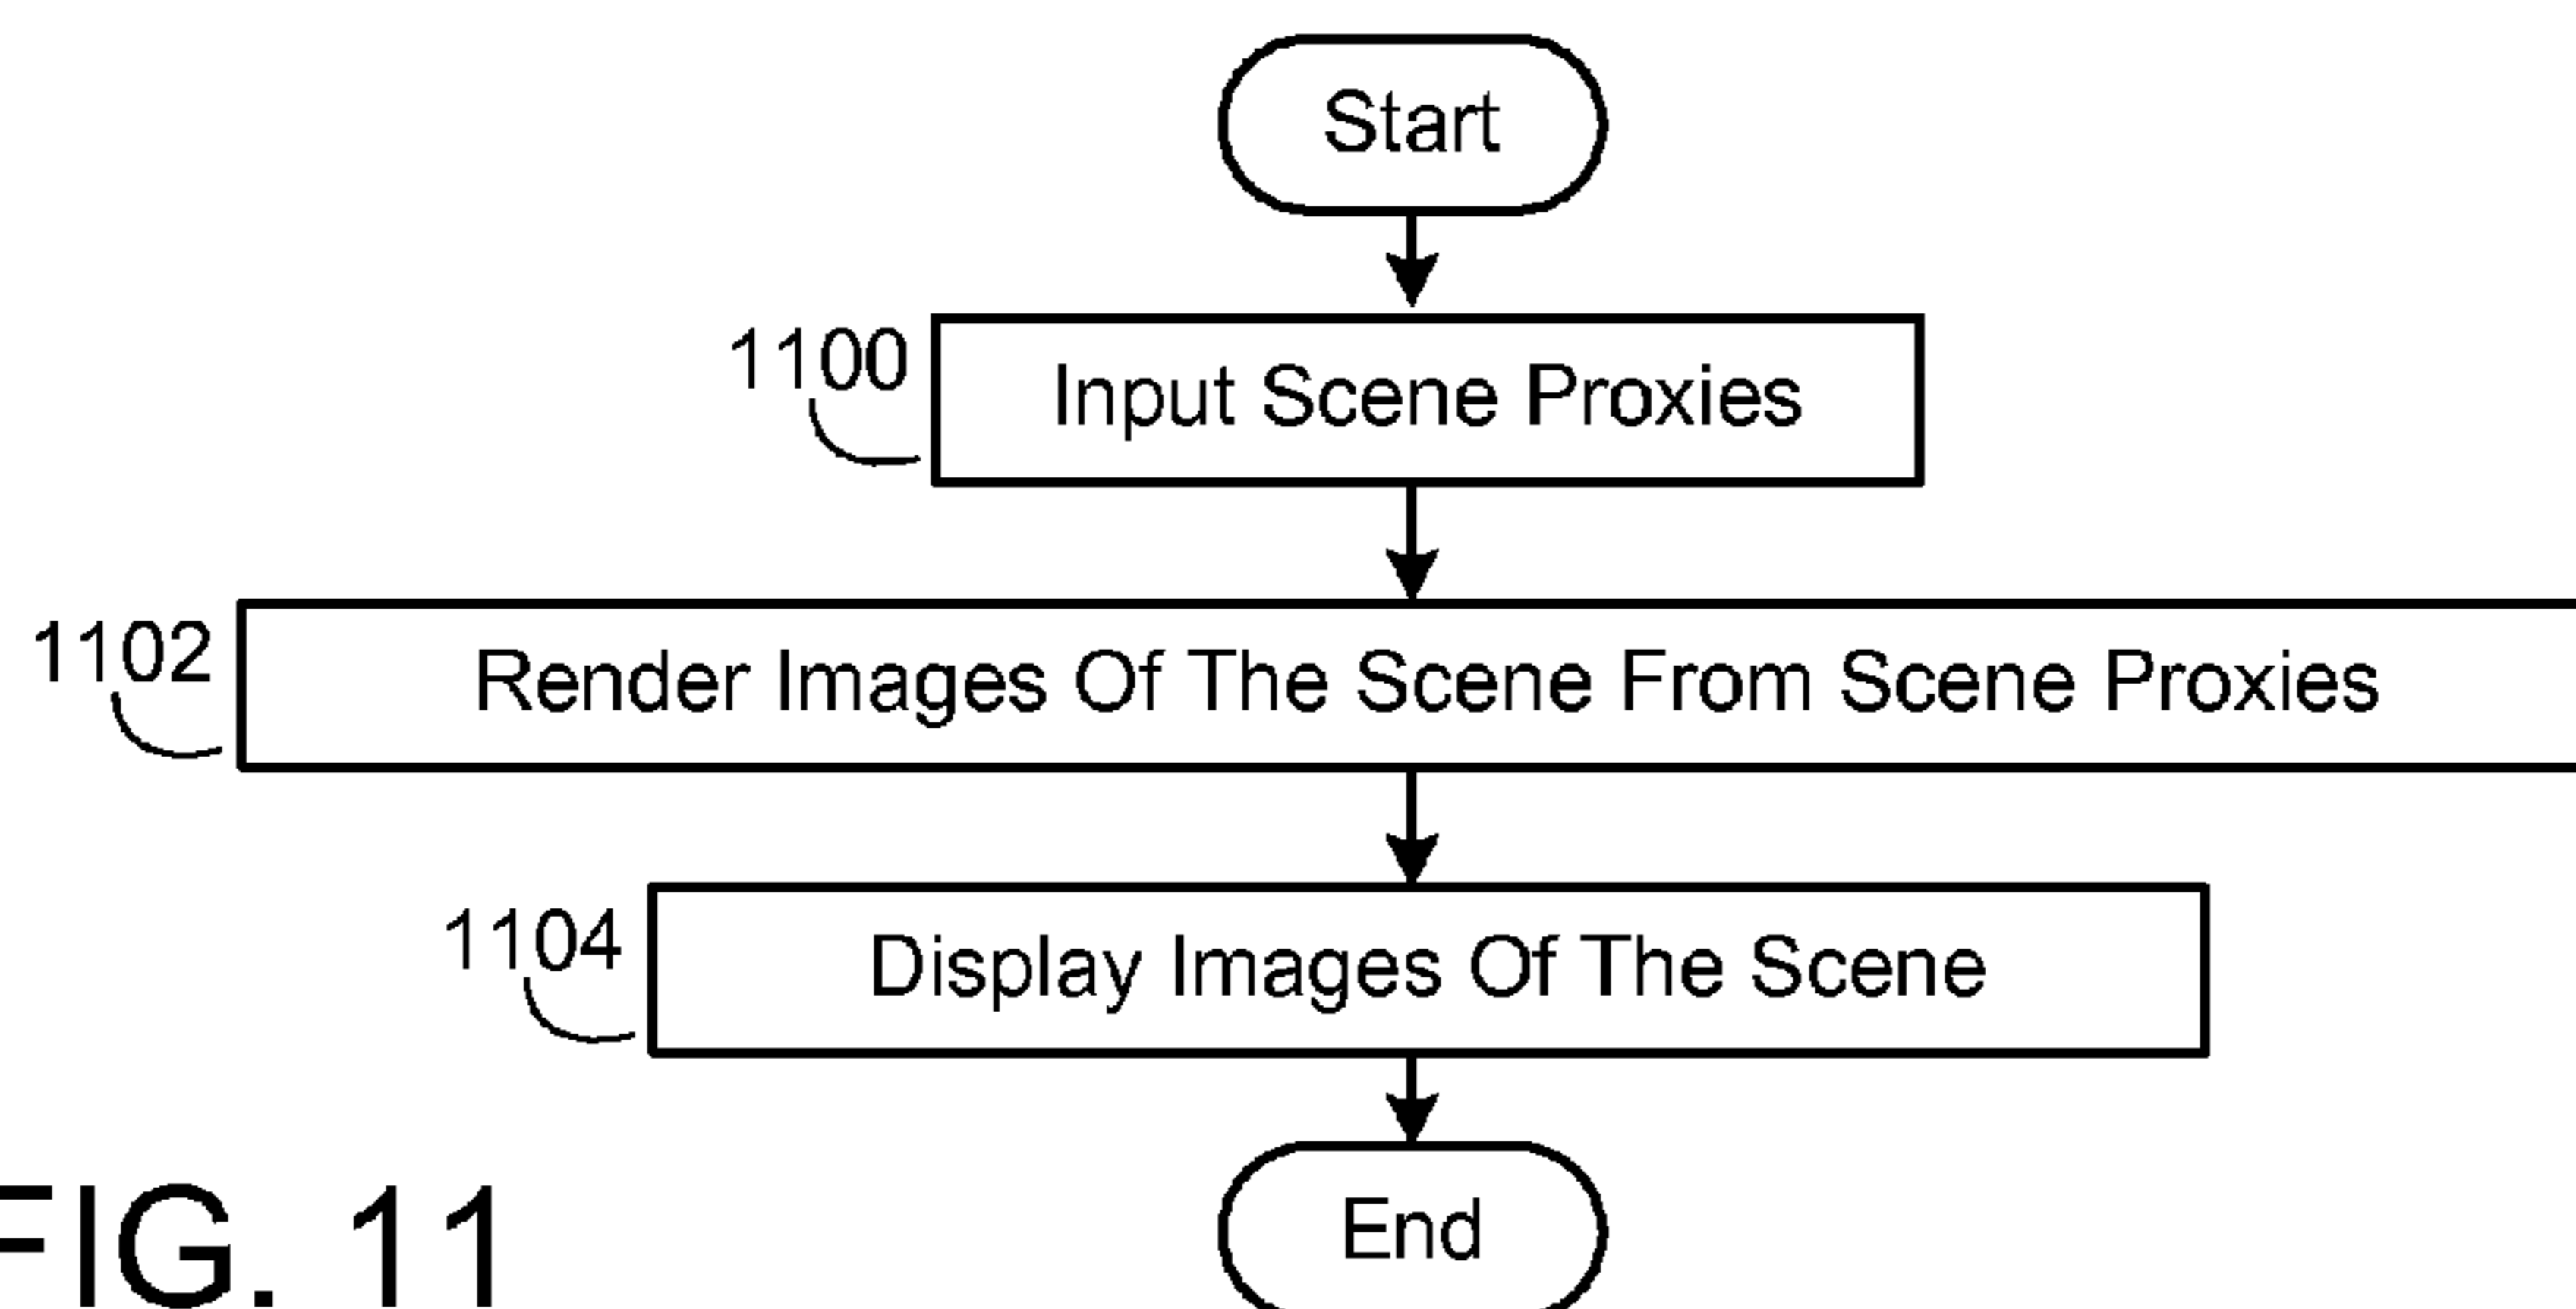 Start
1100
Input Scene Proxies
1102
Render Images Of The Scene From Scene Proxies
1104
Display Images Of The Scene
End
FIG. 11